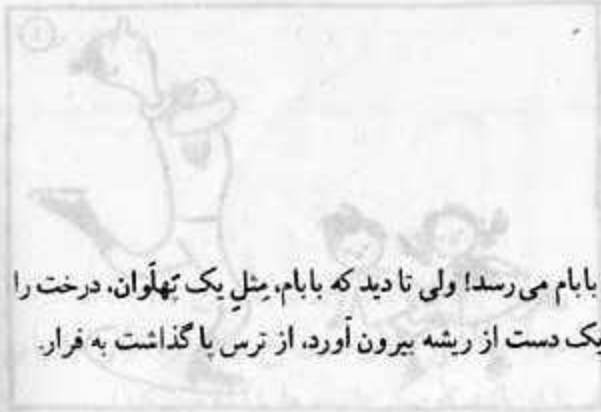 بابام می‌رسد! ولی تا دید که بابام، مِثلِ یک پَهلَوان، درخت را
یک دست از ریشه بیرون آورد، از ترس پا گذاشت به فرار.